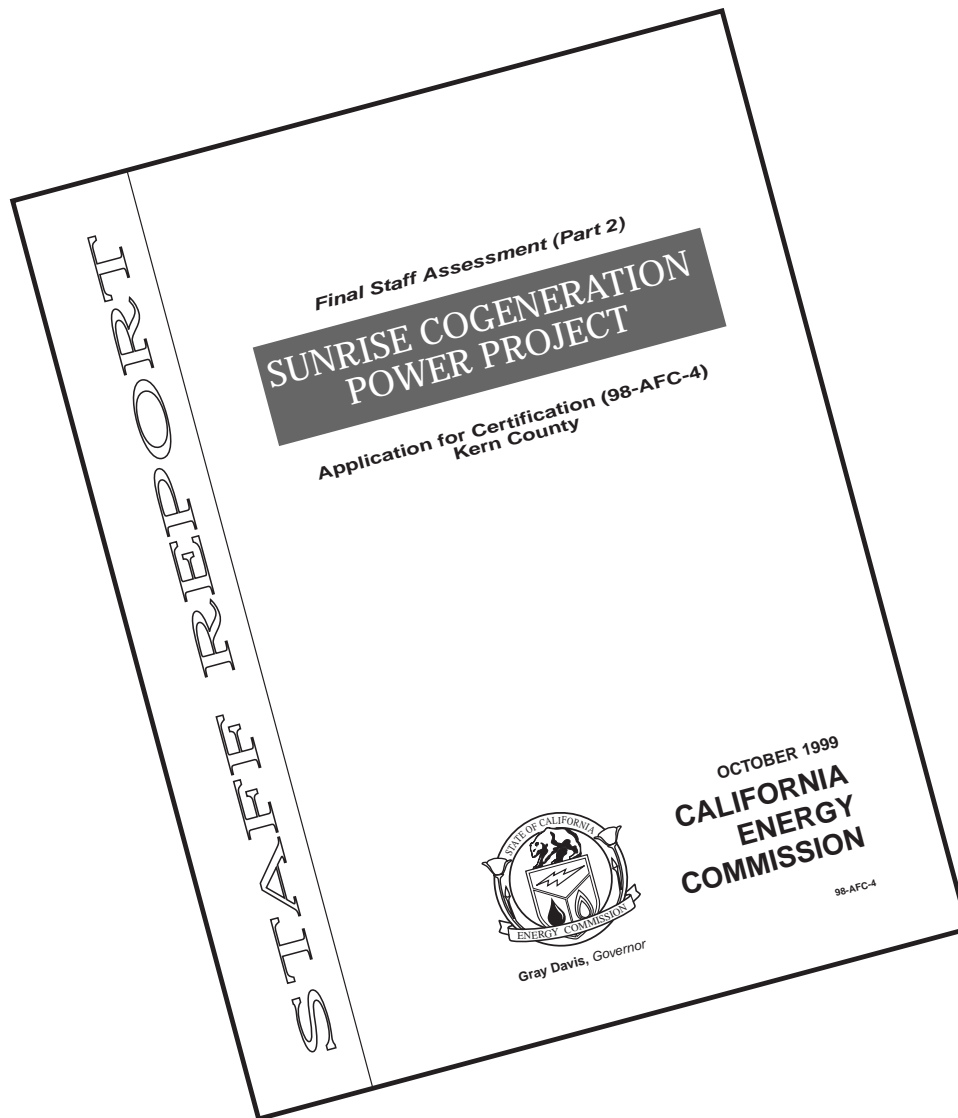 STAFF REPORT
Final Staff Assessment (Part 2)
SUNRISE COGENERATION
POWER PROJECT
Application for Certification (98-AFC-4)
Kern County
OCTOBER 1999
CALIFORNIA
ENERGY
COMMISSION
98-AFC-4
STATE OF CALIFORNIA
ENERGY COMMISSION
Gray Davis, Governor